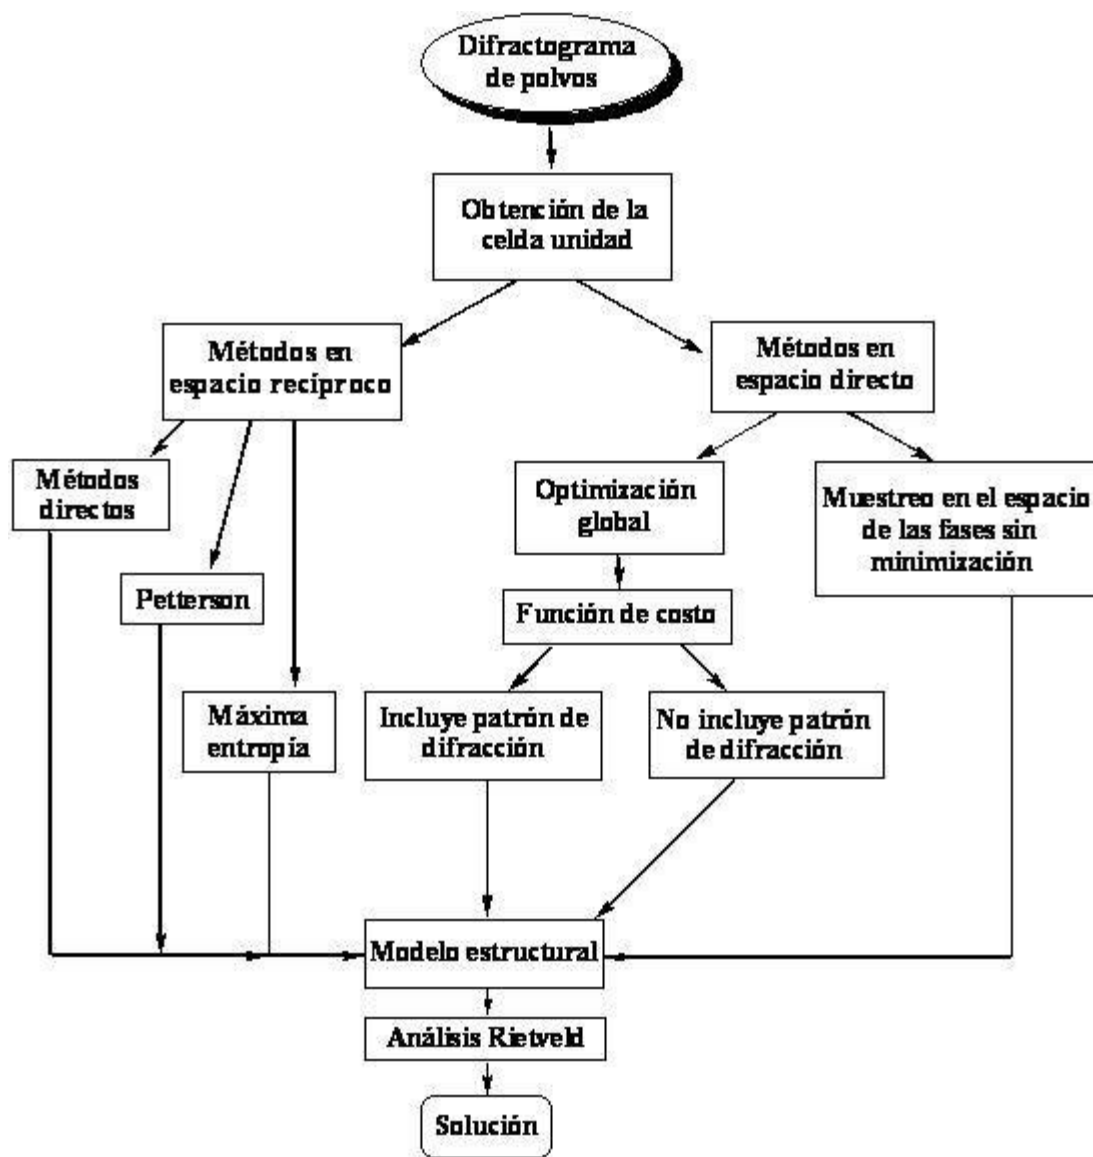 Difractograma
de polvos
Obtención de la
celda unidad
Métodos en
espacio recíproco
Métodos en
espacio directo
Métodos
directos
Optimización
global
Muestreo en el espacio
de las fases sin
minimización
Petterson
Función de costo
Máxima
entropía
Incluye patrón de
difracción
No incluye patrón
de difracción
Modelo estructural
Análisis Rietveld
Solución